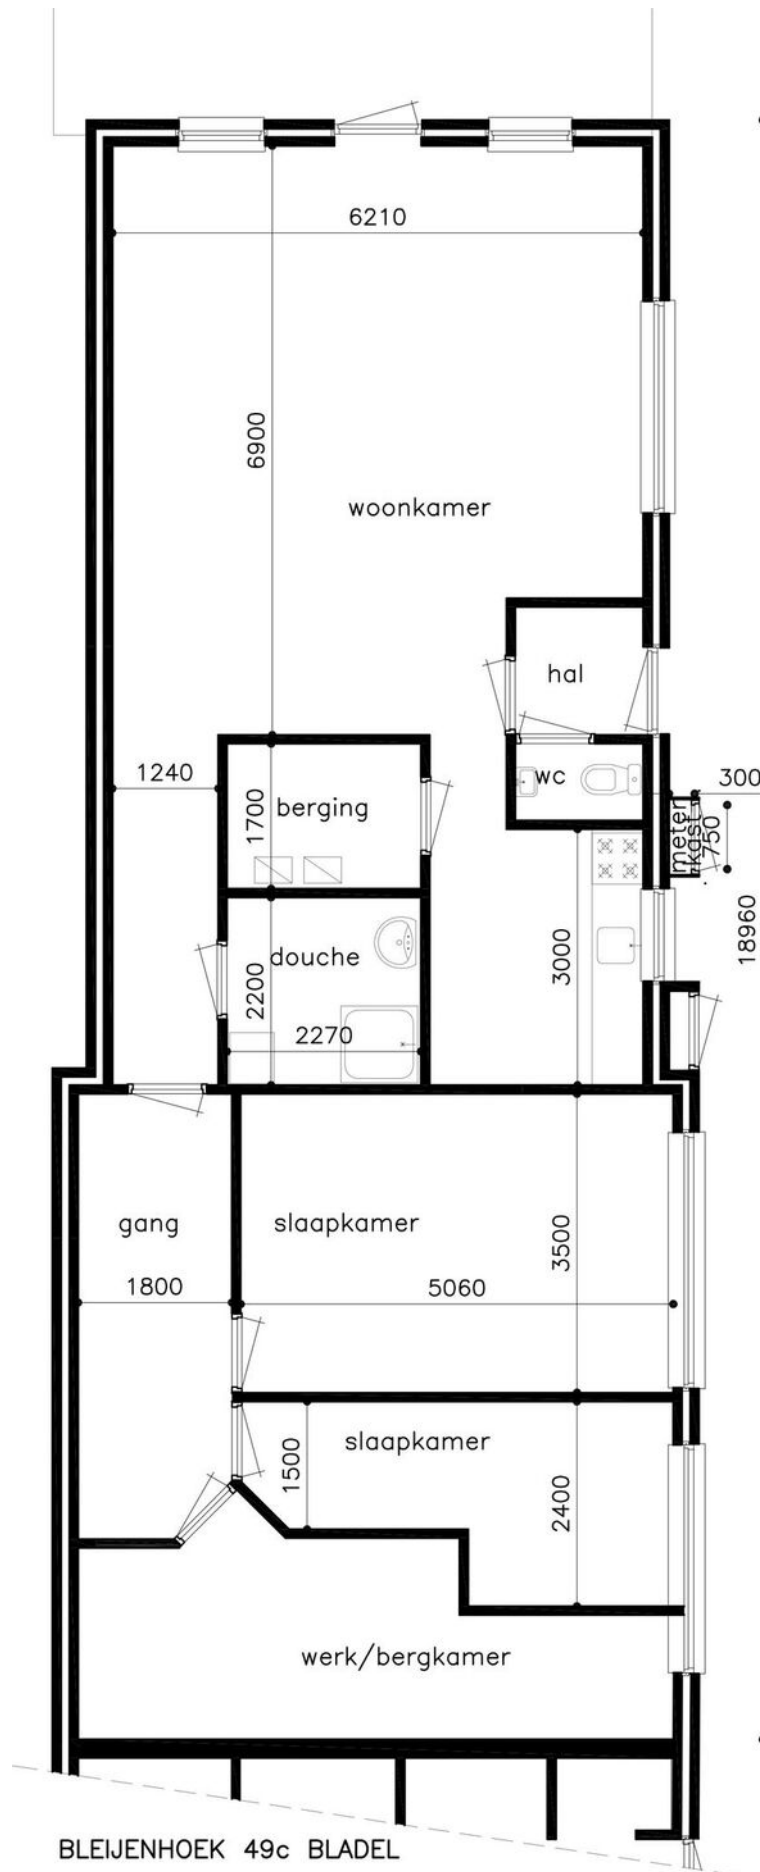 6210
6900
woonkamer
hal
1240
1700
berging
wc
300
meter
kast
750
18960
2200
douche
2270
3000
gang
slaapkamer
3500
1800
5060
1500
slaapkamer
2400
werk/bergkamer
BLEIJENHOEK 49c BLADEL